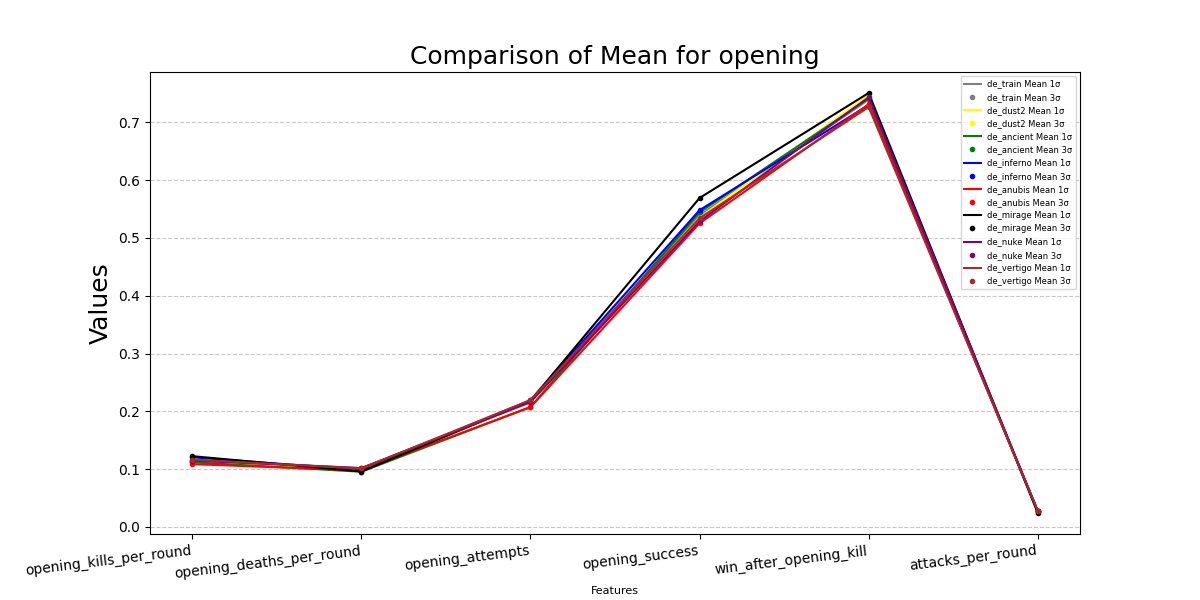 Comparison of Mean for opening
de_train Mean 1σ
de_train Mean 3σ
de_dust2 Mean 1σ
de_dust2 Mean 3σ
de_ancient Mean 1σ
de_ancient Mean 3σ
de_inferno Mean 1σ
de_inferno Mean 3σ
de_anubis Mean 1σ
de_anubis Mean 3σ
de_mirage Mean 1σ
de_mirage Mean 3σ
de_nuke Mean 1σ
de_nuke Mean 3σ
de_vertigo Mean 1σ
de_vertigo Mean 3σ
Values
0.7
0.6
0.5
0.4
0.3
0.2
0.1
0.0
opening_kills_per_round
opening_deaths_per_round
opening_attempts
opening_success
win_after_opening_kill
attacks_per_round
Features